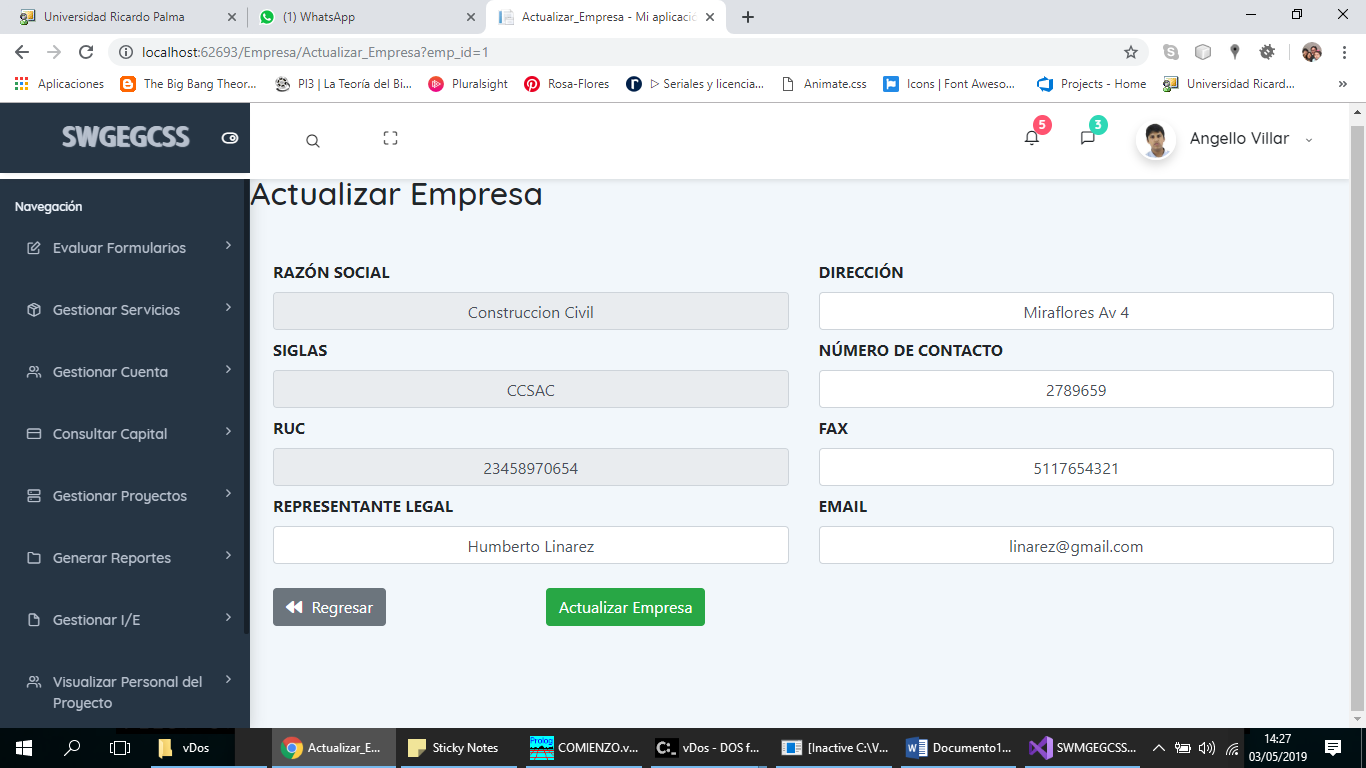 Universidad Ricardo Palma
(1) WhatsApp
Actualizar_Empresa - Mi aplicació
localhost:62693/Empresa/Actualizar_Empresa?emp_id=1
Aplicaciones
The Big Bang Theor...
PI3 | La Teoría del Bi...
Pluralsight
Rosa-Flores
▷ Seriales y licencia...
Animate.css
Icons | Font Aweso...
Projects - Home
Universidad Ricard...
»
SWGEGCSS
5
3
Angello Villar
Navegación
Evaluar Formularios
Gestionar Servicios
Gestionar Cuenta
Consultar Capital
Gestionar Proyectos
Generar Reportes
Gestionar I/E
Visualizar Personal del
Proyecto
Actualizar Empresa
RAZÓN SOCIAL
Construccion Civil
DIRECCIÓN
Miraflores Av 4
SIGLAS
CCSAC
NÚMERO DE CONTACTO
2789659
RUC
23458970654
FAX
5117654321
REPRESENTANTE LEGAL
Humberto Linarez
EMAIL
linarez@gmail.com
Regresar
Actualizar Empresa
vDos
Actualizar_E...
Sticky Notes
Prolog
COMIENZO.v...
vDos - DOS f...
[Inactive C:\V...
Documento1...
SWMGEGCSS...
14:27
03/05/2019